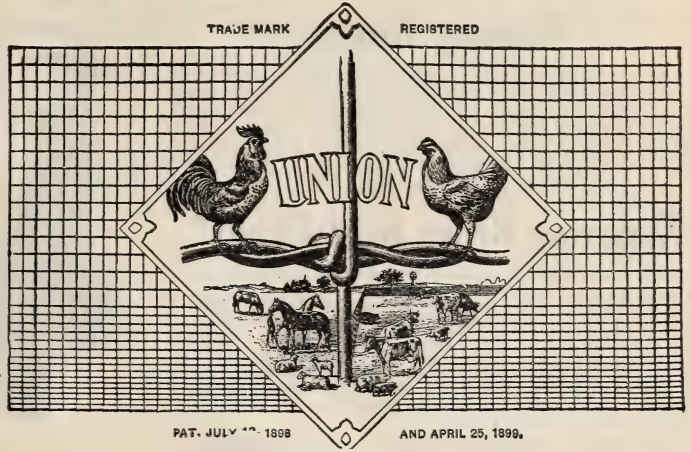 TRADE MARK REGISTERED
UNION
PAT. JULY 1898 AND APRIL 25, 1899.